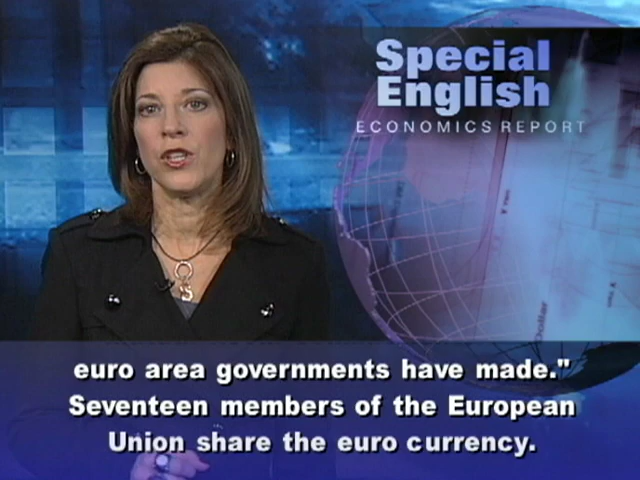 Special
English
ECONOMICS REPORT
Dollar
euro area governments have made."
Seventeen members of the European
Union share the euro currency.